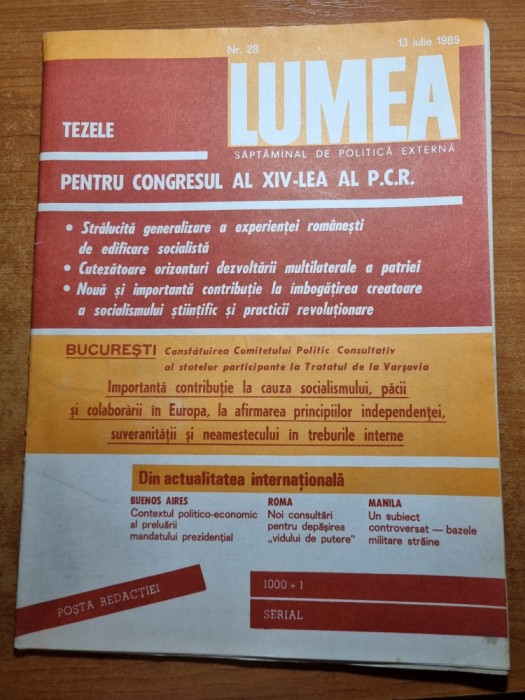 Nr. 28
13 iulie 1989
LUMEA
SĂPTĂMÎNAL DE POLITICĂ EXTERNĂ
TEZELE
PENTRU CONGRESUL AL XIV-LEA AL P.C.R.
• Strălucită generalizare a experienței românești
de edificare socialistă
• Cutezătoare orizonturi dezvoltării multilaterale a patriei
• Nouă și importantă contribuție la îmbogățirea creatoare
a socialismului științific și practicii revoluționare
BUCUREȘTI Consfătuirea Comitetului Politic Consultativ
al statelor participante la Tratatul de la Varșovia
Importantă contribuție la cauza socialismului, păcii
și colaborării în Europa, la afirmarea principiilor independenței,
suveranității și neamestecului în treburile interne
Din actualitatea internațională
BUENOS AIRES
Contextul politico-economic
al preluării
mandatului prezidențial
ROMA
Noi consultări
pentru depășirea
„vidului de putere"
MANILA
Un subiect
controversat — bazele
militare străine
POȘTA REDACȚIEI
1000 + 1
SERIAL